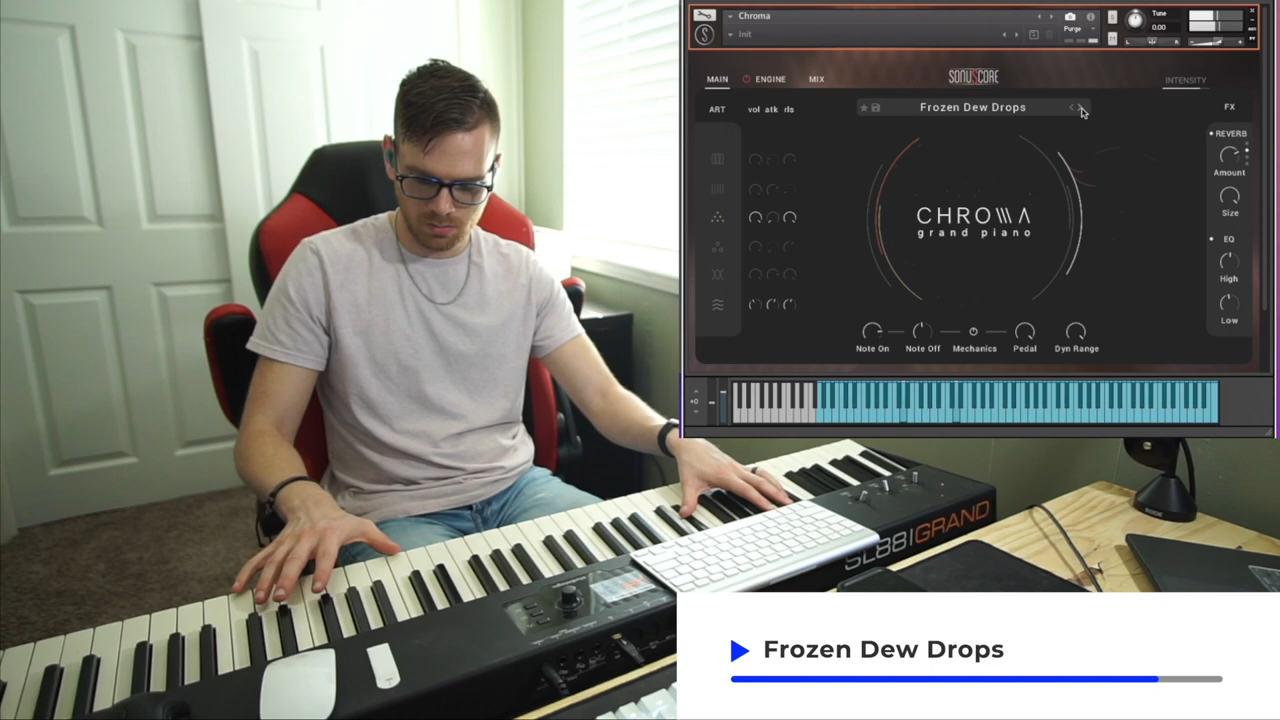 Chroma
Init
Purge
S
M
Tune
0.00
L
R
MAIN
ENGINE
MIX
SONUSCORE
INTENSITY
ART
vol atk rls
Frozen Dew Drops
FX
REVERB
Amount
Size
EQ
High
Low
CHROMA
grand piano
Note On
Note Off
Mechanics
Pedal
Dyn Range
+0
SL88|GRAND
Frozen Dew Drops